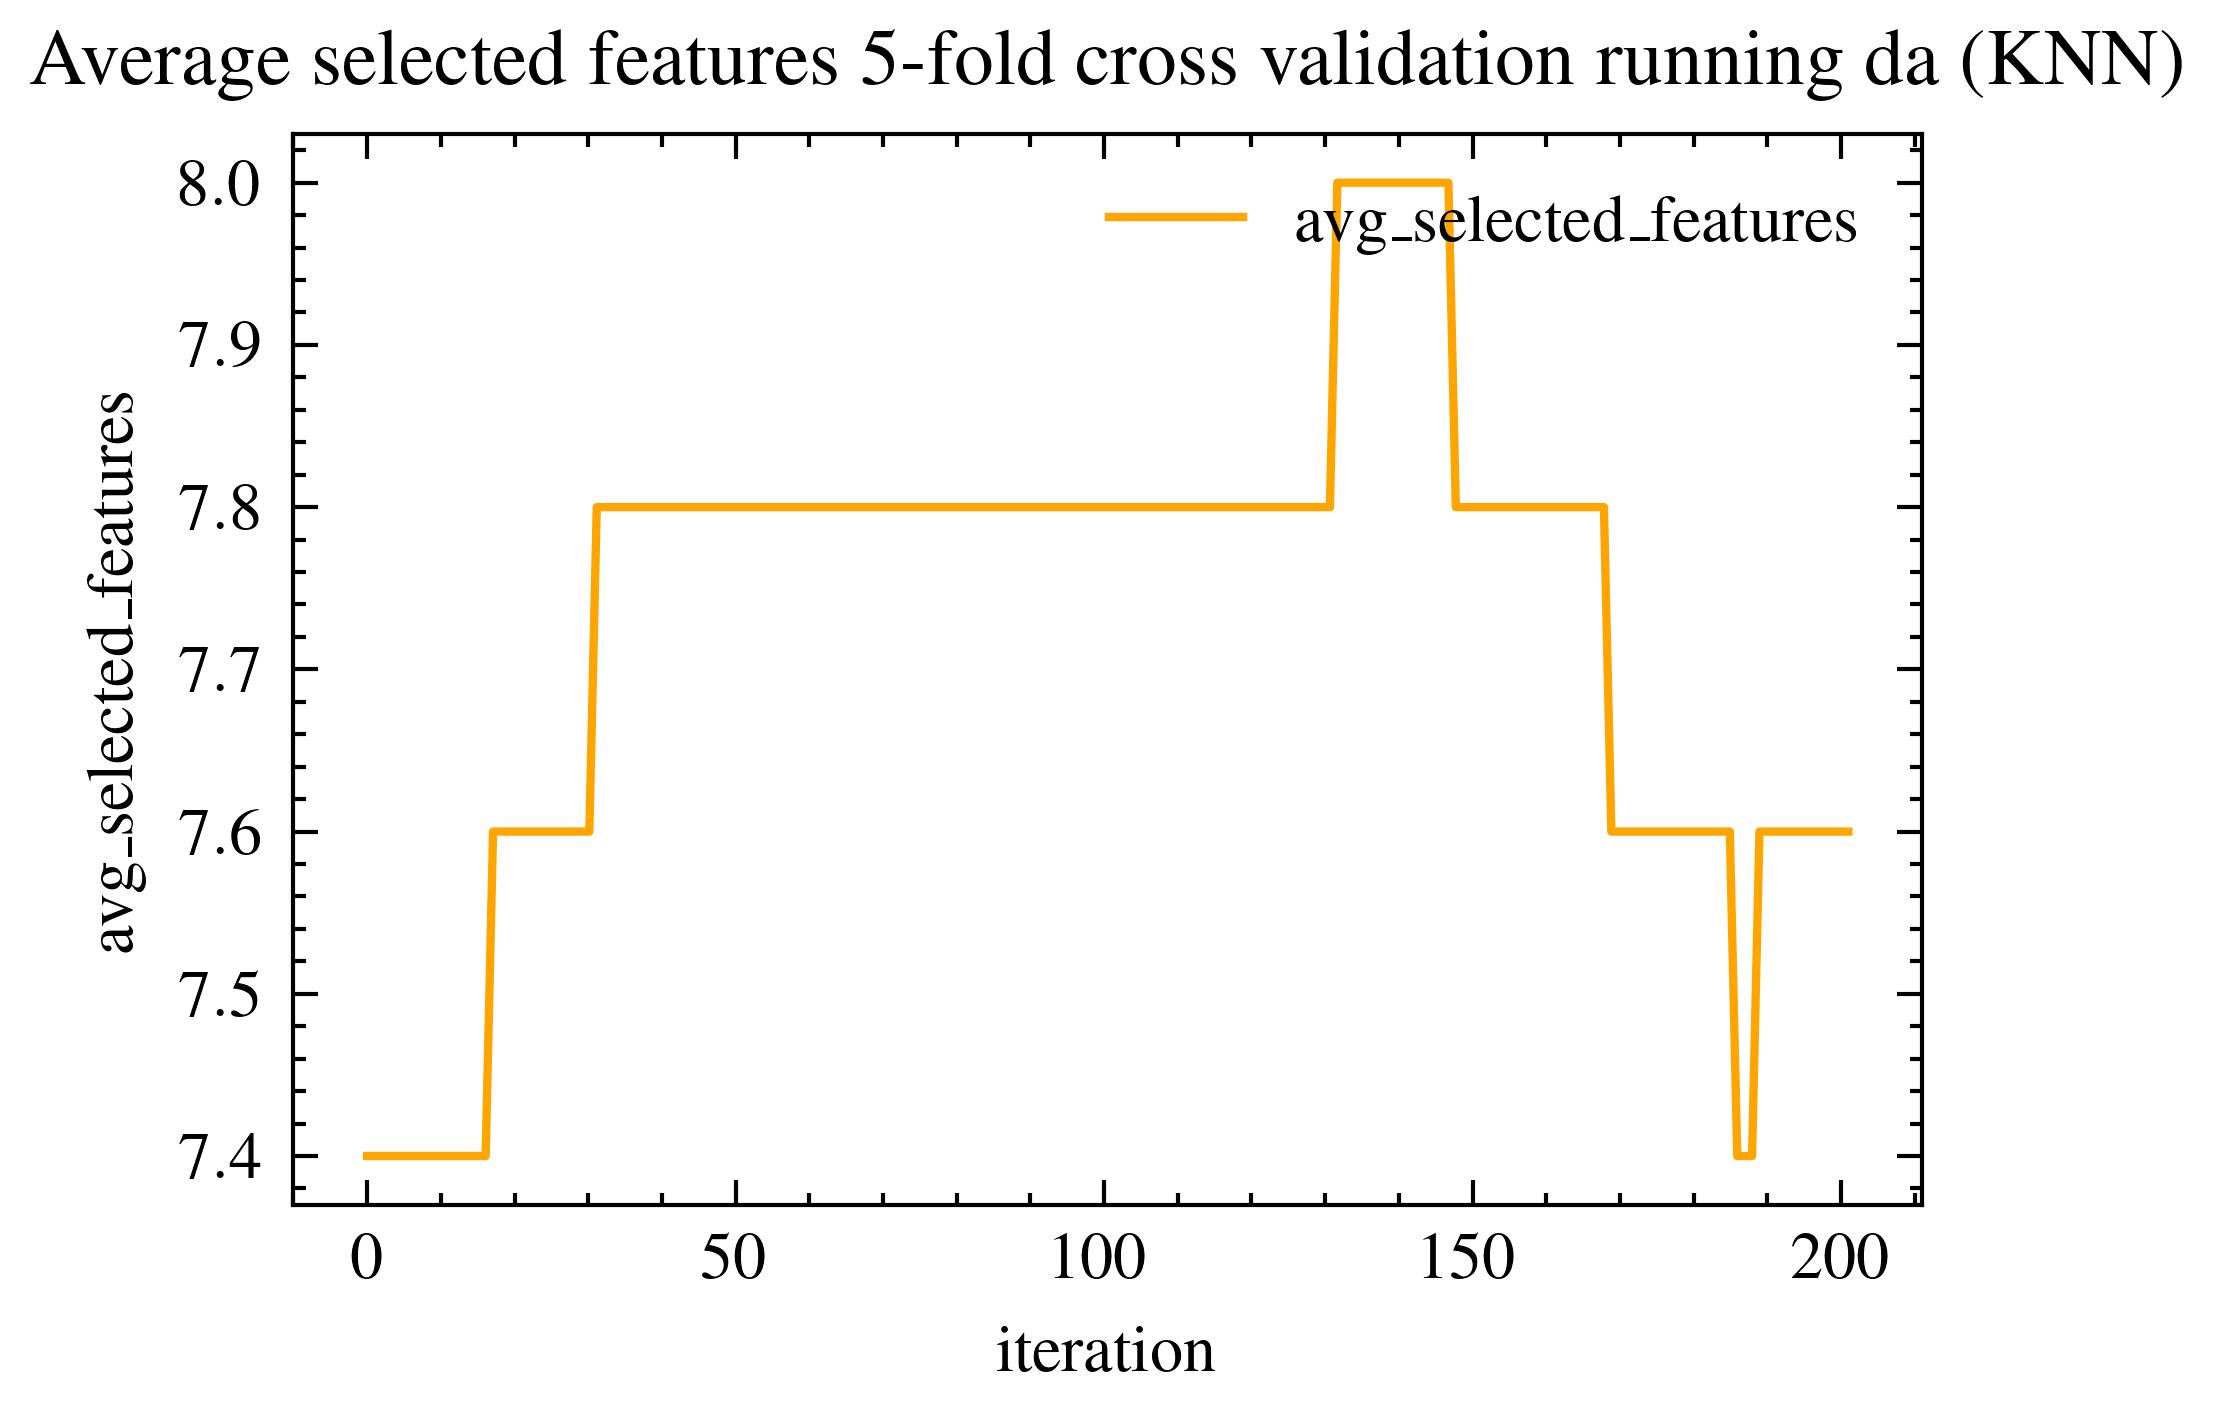 Average selected features 5-fold cross validation running da (KNN)
avg_selected_features
8.0
7.9
7.8
7.7
7.6
7.5
7.4
avg_selected_features
0 50 100 150 200
iteration